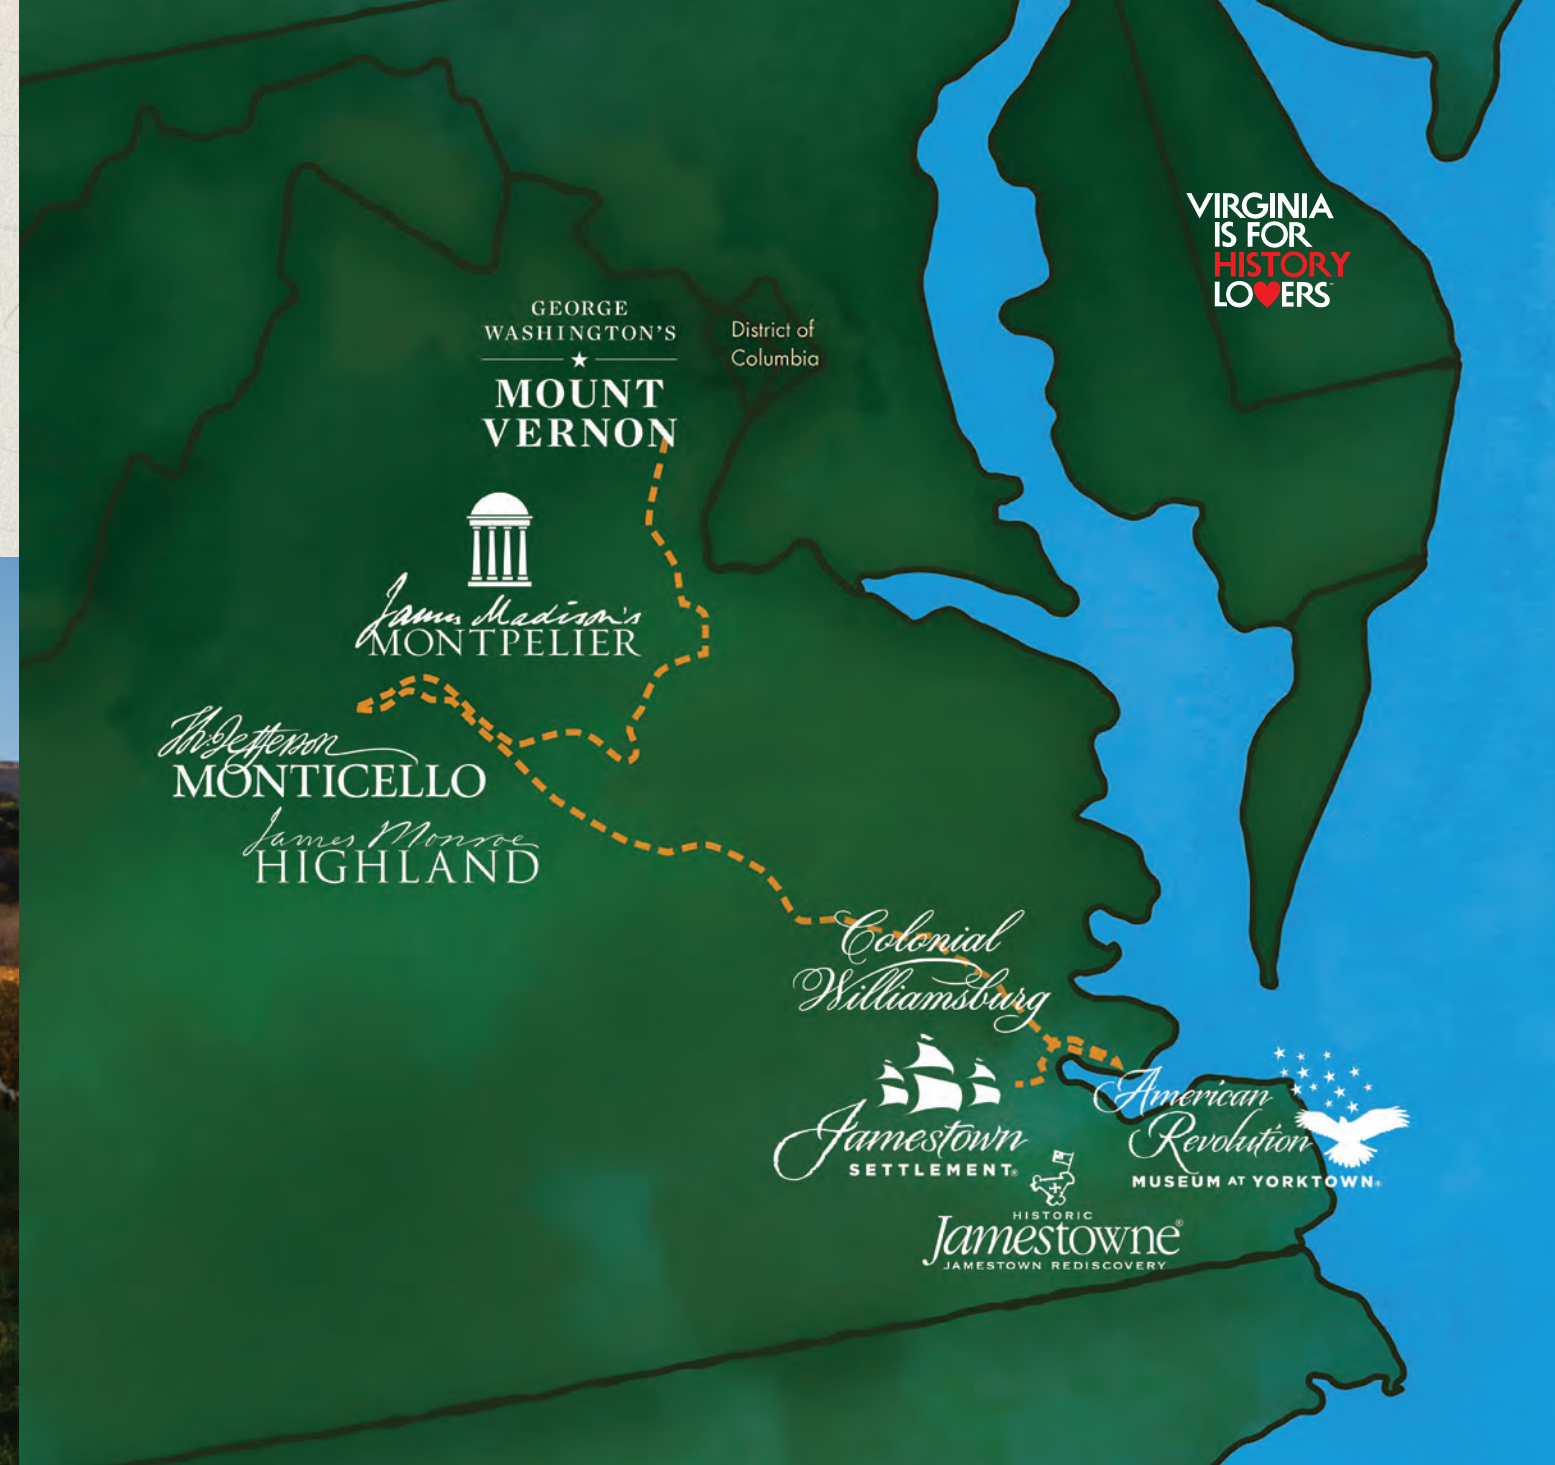 VIRGINIA
IS FOR
HISTORY
LOVERS™
GEORGE
WASHINGTON'S
MOUNT
VERNON
District of
Columbia
James Madison's
MONTPELIER
Th. Jefferson
MONTICELLO
James Monroe
HIGHLAND
Colonial
Williamsburg
Jamestown
SETTLEMENT®
American
Revolution
MUSEUM AT YORKTOWN®
HISTORIC
Jamestowne®
JAMESTOWN REDISCOVERY